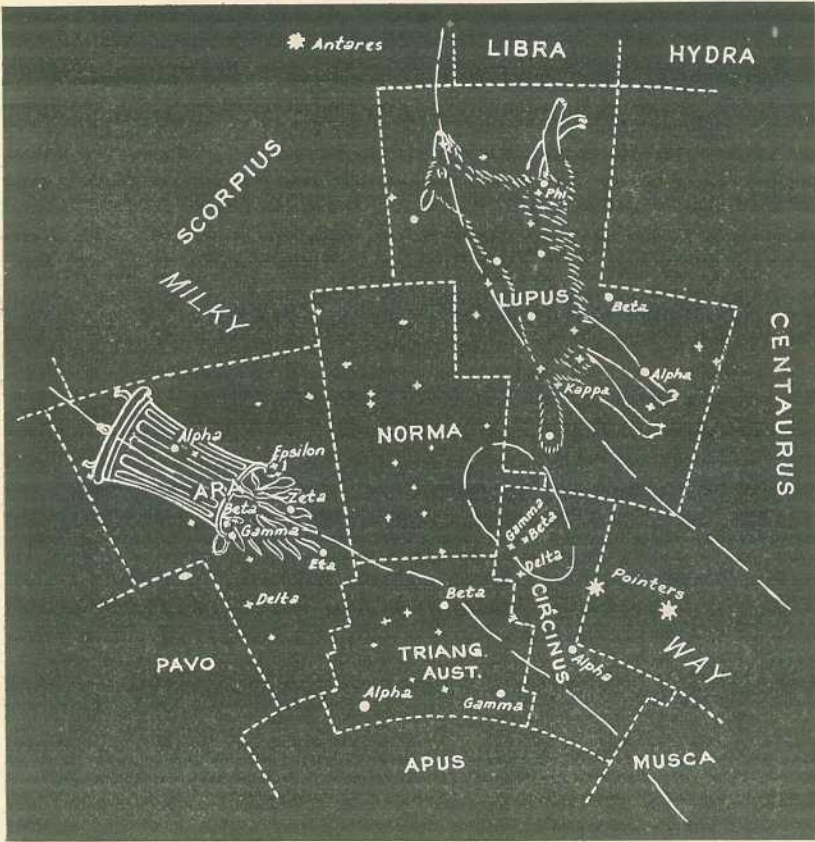 Antares
LIBRA
HYDRA
SCORPIUS
MILKY
Phi
LUPUS
Beta
CENTAURUS
Alpha
Kappa
NORMA
Alpha
Epsilon
ARA
Zeta
Beta
Gamma
Eta
Delta
Gamma
Beta
Delta
Pointers
CIRCINUS
WAY
Alpha
Beta
TRIANG.
AUST.
Alpha
Gamma
PAVO
APUS
MUSCA